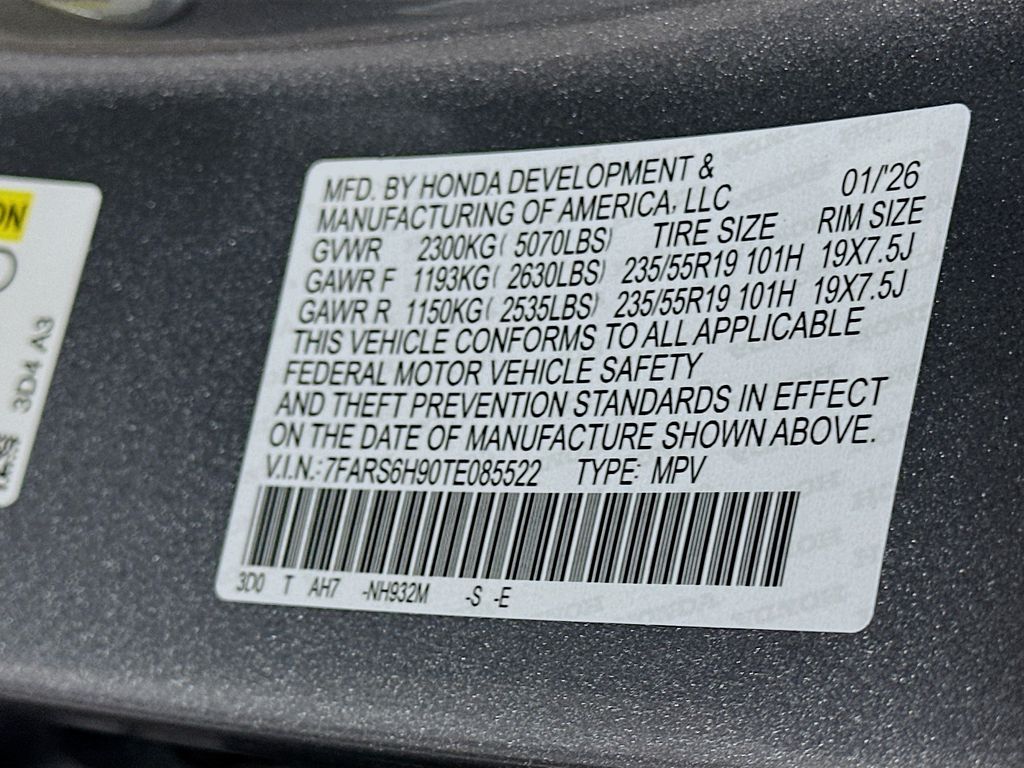 MFD. BY HONDA DEVELOPMENT &
MANUFACTURING OF AMERICA, LLC 01/'26
GVWR 2300KG( 5070LBS) TIRE SIZE RIM SIZE
GAWR F 1193KG( 2630LBS) 235/55R19 101H 19X7.5J
GAWR R 1150KG( 2535LBS) 235/55R19 101H 19X7.5J
THIS VEHICLE CONFORMS TO ALL APPLICABLE
FEDERAL MOTOR VEHICLE SAFETY
AND THEFT PREVENTION STANDARDS IN EFFECT
ON THE DATE OF MANUFACTURE SHOWN ABOVE.
V.I.N.:7FARS6H90TE085522 TYPE: MPV
3D0 T AH7 -NH932M -S -E
3D4 A3